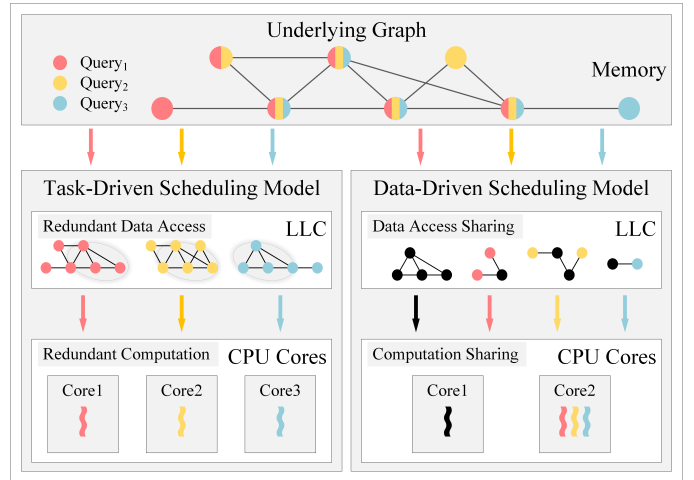 Underlying Graph
Query1
Query2
Query3
Memory
Task-Driven Scheduling Model
Redundant Data Access
LLC
Redundant Computation
CPU Cores
Core1
Core2
Core3
Data-Driven Scheduling Model
Data Access Sharing
LLC
Computation Sharing
CPU Cores
Core1
Core2